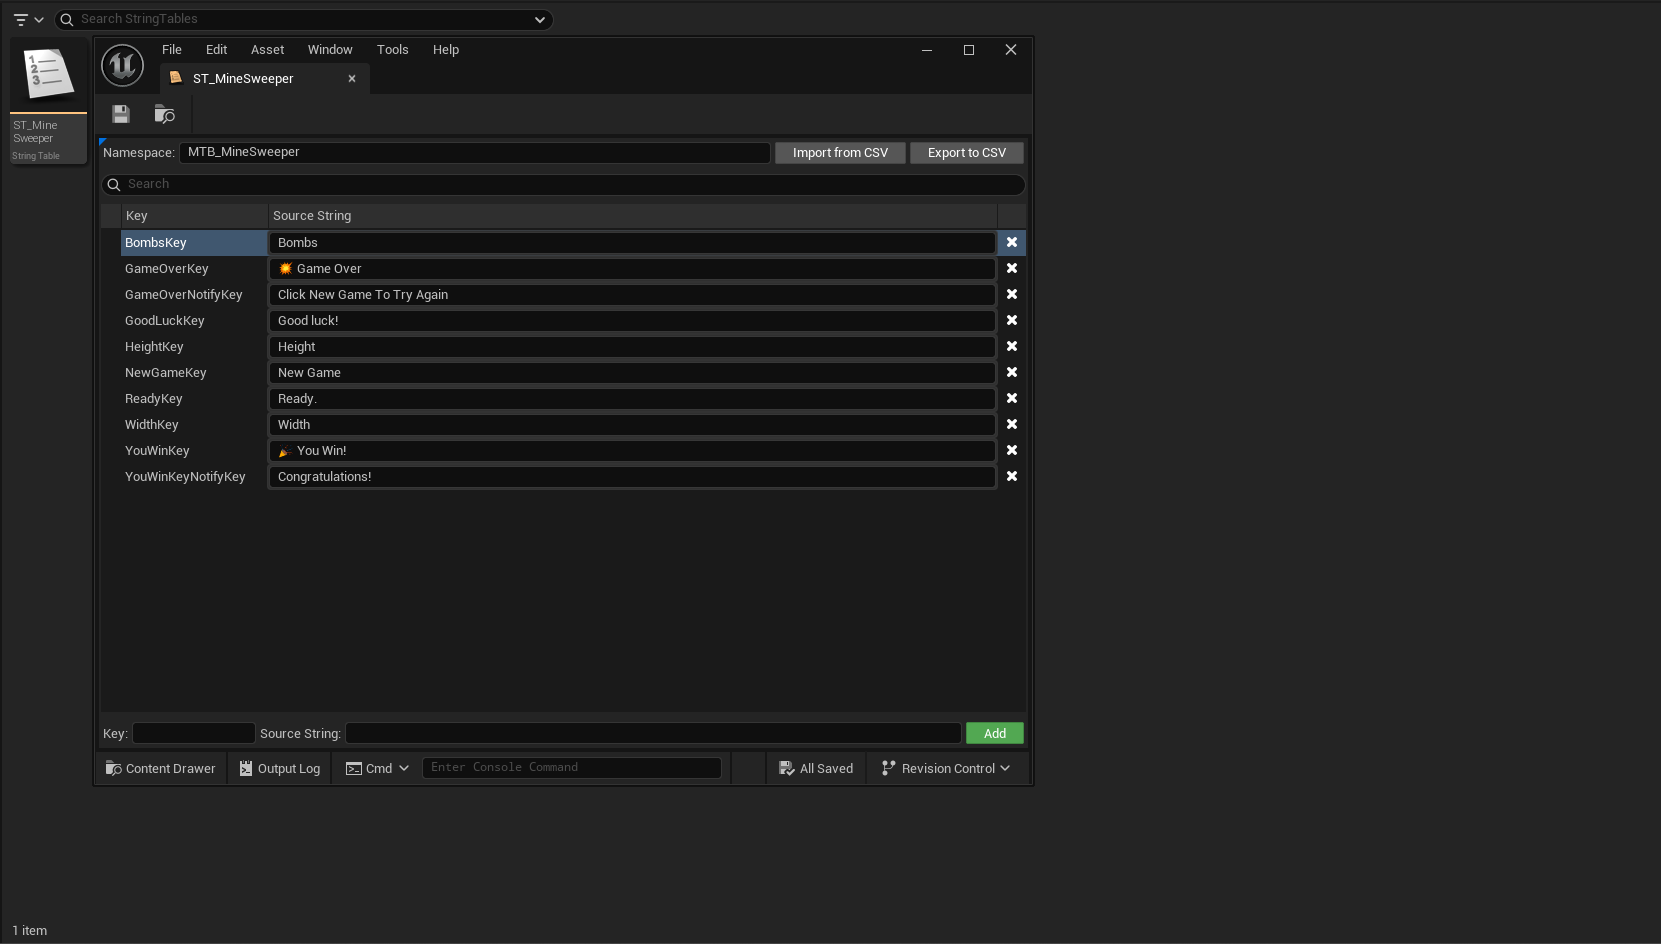 Search StringTables
ST_Mine
Sweeper
String Table
File Edit Asset Window Tools Help
ST_MineSweeper
Namespace: MTB_MineSweeper Import from CSV Export to CSV
Search
Key Source String
BombsKey Bombs
GameOverKey 💥 Game Over
GameOverNotifyKey Click New Game To Try Again
GoodLuckKey Good luck!
HeightKey Height
NewGameKey New Game
ReadyKey Ready.
WidthKey Width
YouWinKey 🎉 You Win!
YouWinKeyNotifyKey Congratulations!
Key: Source String: Add
Content Drawer Output Log Cmd Enter Console Command All Saved Revision Control
1 item